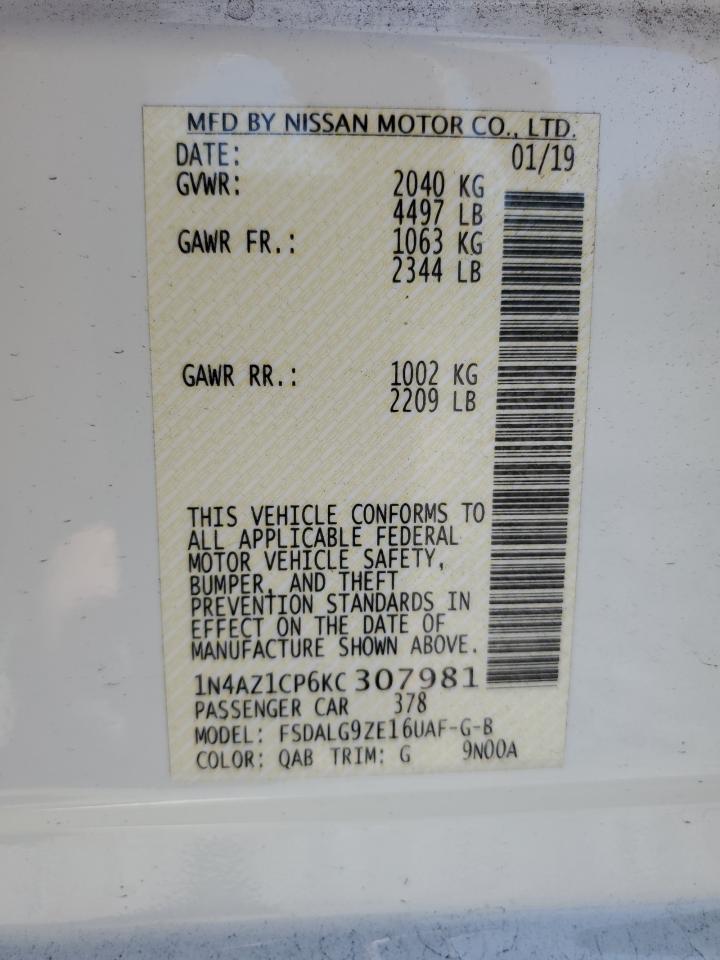 MFD BY NISSAN MOTOR CO., LTD.
DATE: 01/19
GVWR: 2040 KG
4497 LB
GAWR FR.: 1063 KG
2344 LB
GAWR RR.: 1002 KG
2209 LB
THIS VEHICLE CONFORMS TO
ALL APPLICABLE FEDERAL
MOTOR VEHICLE SAFETY,
BUMPER, AND THEFT
PREVENTION STANDARDS IN
EFFECT ON THE DATE OF
MANUFACTURE SHOWN ABOVE.
1N4AZ1CP6KC307981
PASSENGER CAR 378
MODEL: FSDALG9ZE16UAF-G-B
COLOR: QAB TRIM: G 9N00A